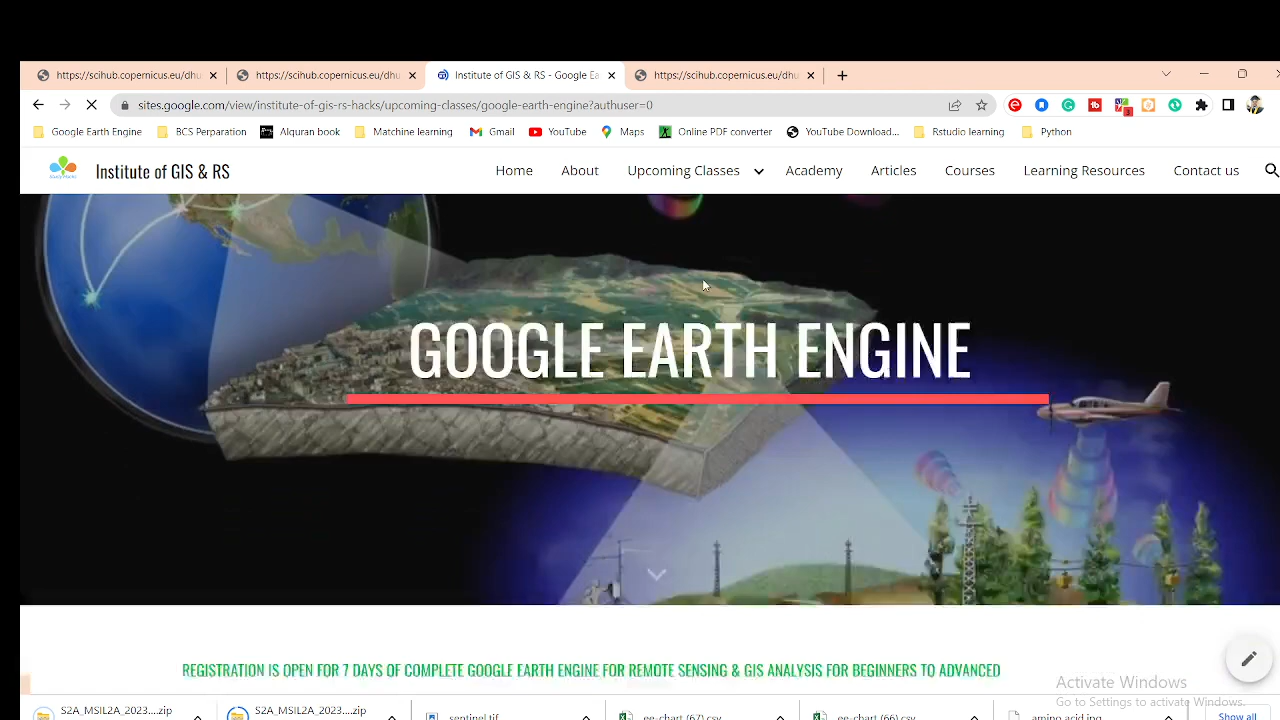 https://scihub.copernicus.eu/dhu
https://scihub.copernicus.eu/dhu
Institute of GIS & RS - Google Ea
https://scihub.copernicus.eu/dhu
sites.google.com/view/institute-of-gis-rs-hacks/upcoming-classes/google-earth-engine?authuser=0
Google Earth Engine
BCS Perparation
Alquran book
Matchine learling
Gmail
YouTube
Maps
Online PDF converter
YouTube Download...
Rstudio learning
Python
Institute of GIS & RS
Home
About
Upcoming Classes
Academy
Articles
Courses
Learning Resources
Contact us
GOOGLE EARTH ENGINE
REGISTRATION IS OPEN FOR 7 DAYS OF COMPLETE GOOGLE EARTH ENGINE FOR REMOTE SENSING & GIS ANALYSIS FOR BEGINNERS TO ADVANCED
Activate Windows
Go to Settings to activate Windows.
S2A_MSIL2A_2023....zip
S2A_MSIL2A_2023....zip
sentinel.tif
ee-chart (67).csv
ee-chart (66).csv
amino acid.jpg
Show all